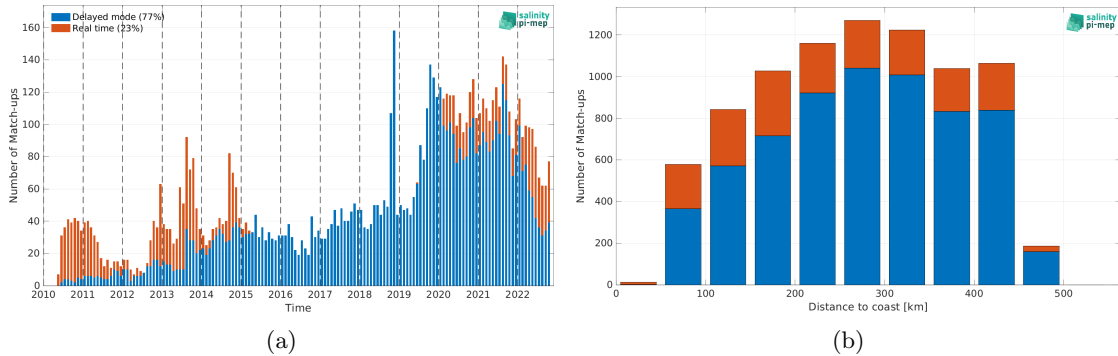 Delayed mode (77%)
Real time (23%)
salinity
pi-mep
Number of Match-ups
160
140
120
100
80
60
40
20
0
2010 2011 2012 2013 2014 2015 2016 2017 2018 2019 2020 2021 2022
Time
(a)
salinity
pi-mep
Number of Match-ups
1200
1000
800
600
400
200
0
0 100 200 300 400 500
Distance to coast [km]
(b)